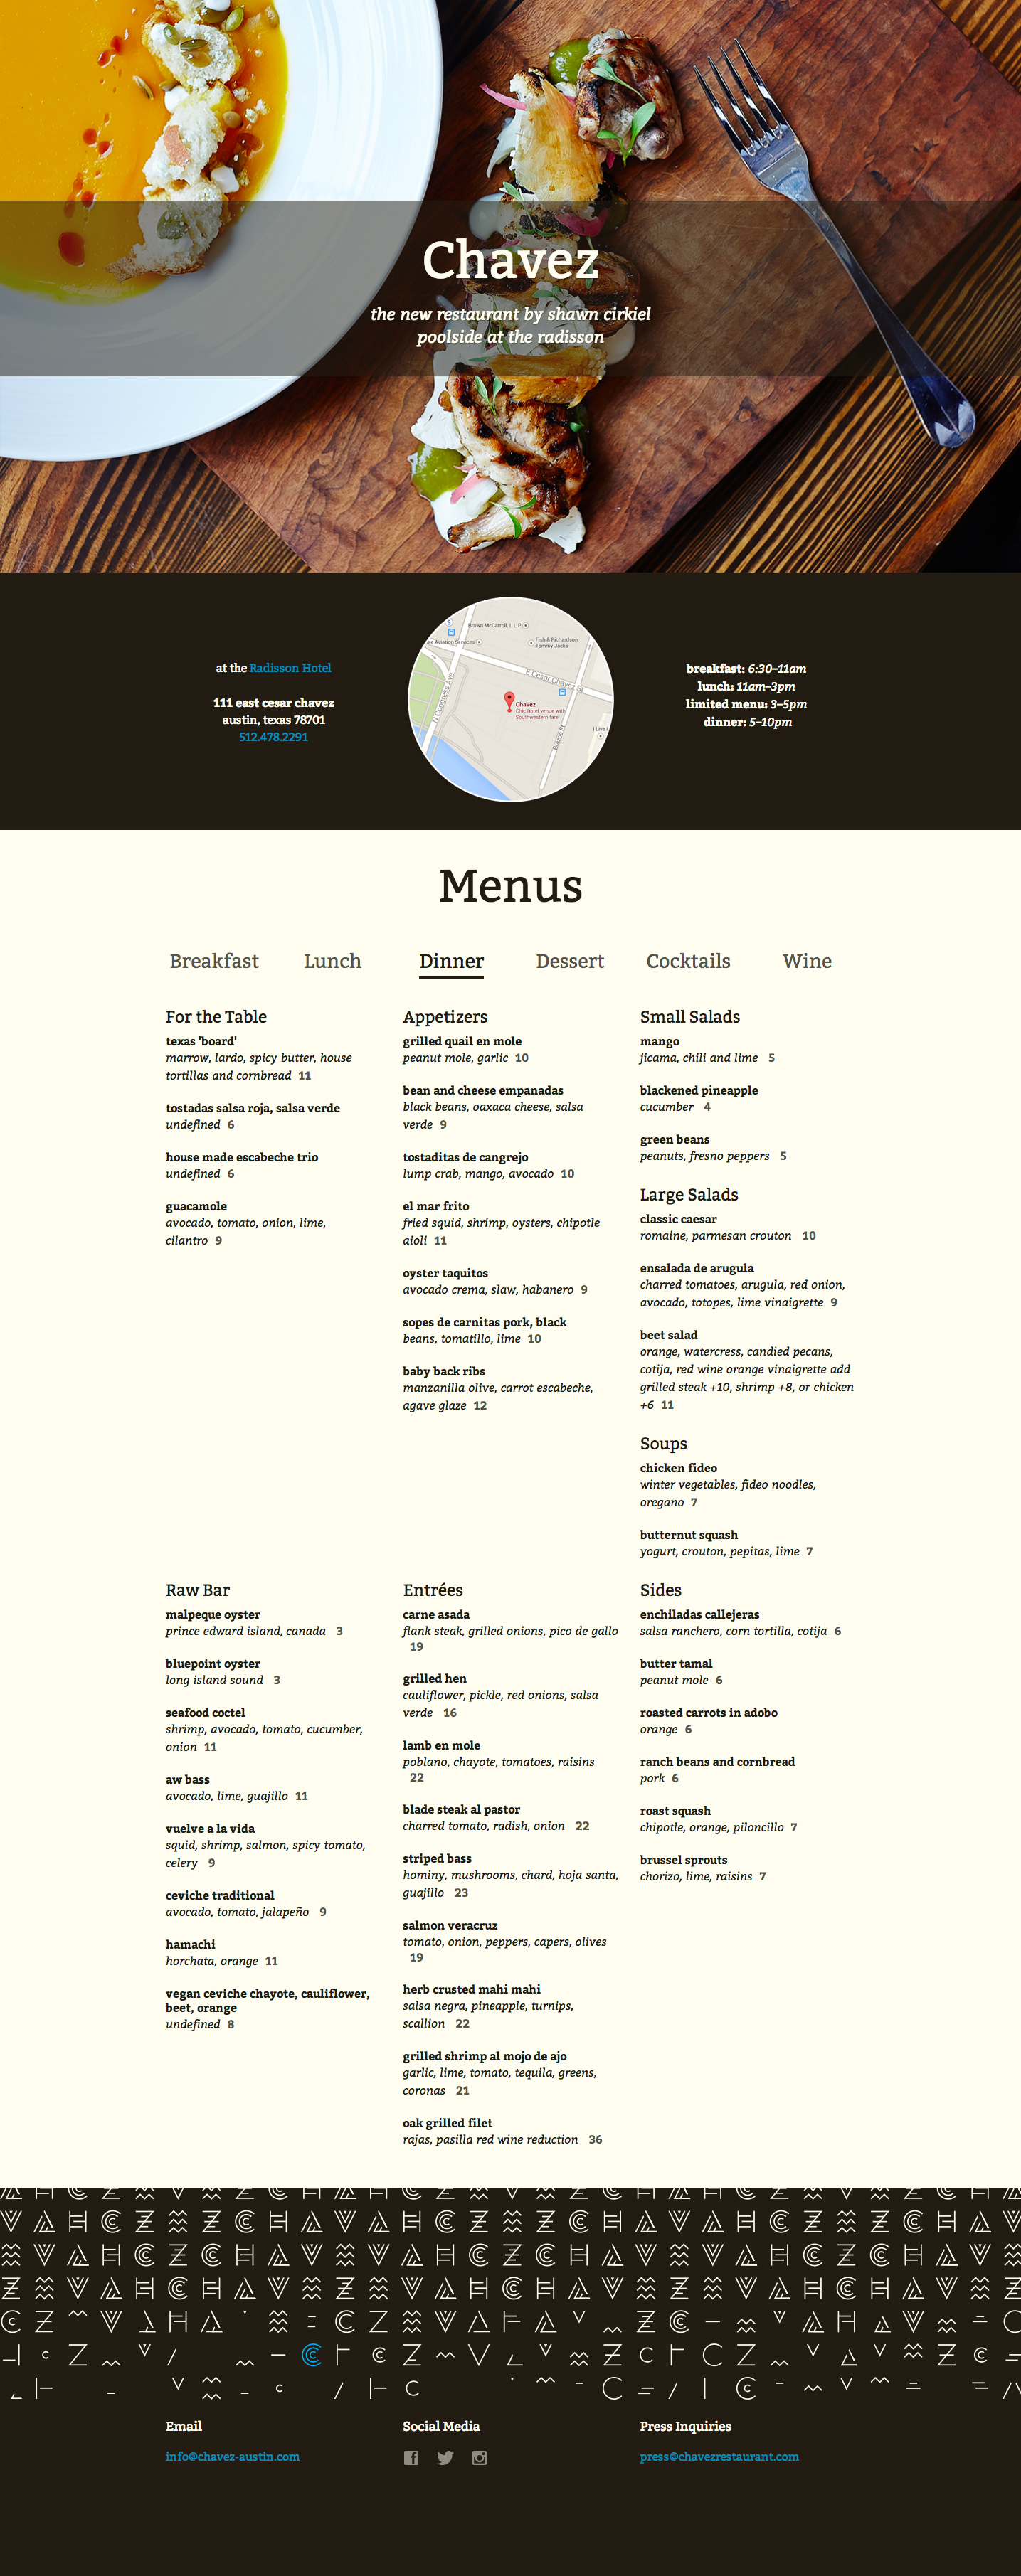 Chavez
the new restaurant by shawn cirkiel
poolside at the radisson
at the Radisson Hotel
111 east cesar chavez
austin, texas 78701
512.478.2291
Brown McCarroll, L.L.P
er Aviation Services
Fish & Richardson
Tommy Jacks
E Cesar Chavez St
N Congress Ave
Chavez
Chic hotel venue with
Southwestern fare
Brazos St
I Live I
breakfast: 6:30–11am
lunch: 11am–3pm
limited menu: 3–5pm
dinner: 5–10pm
Menus
Breakfast Lunch Dinner Dessert Cocktails Wine
For the Table
texas 'board'
marrow, lardo, spicy butter, house
tortillas and cornbread 11
tostadas salsa roja, salsa verde
undefined 6
house made escabeche trio
undefined 6
guacamole
avocado, tomato, onion, lime,
cilantro 9
Appetizers
grilled quail en mole
peanut mole, garlic 10
bean and cheese empanadas
black beans, oaxaca cheese, salsa
verde 9
tostaditas de cangrejo
lump crab, mango, avocado 10
el mar frito
fried squid, shrimp, oysters, chipotle
aioli 11
oyster taquitos
avocado crema, slaw, habanero 9
sopes de carnitas pork, black
beans, tomatillo, lime 10
baby back ribs
manzanilla olive, carrot escabeche,
agave glaze 12
Small Salads
mango
jicama, chili and lime 5
blackened pineapple
cucumber 4
green beans
peanuts, fresno peppers 5
Large Salads
classic caesar
romaine, parmesan crouton 10
ensalada de arugula
charred tomatoes, arugula, red onion,
avocado, totopes, lime vinaigrette 9
beet salad
orange, watercress, candied pecans,
cotija, red wine orange vinaigrette add
grilled steak +10, shrimp +8, or chicken
+6 11
Soups
chicken fideo
winter vegetables, fideo noodles,
oregano 7
butternut squash
yogurt, crouton, pepitas, lime 7
Raw Bar
malpeque oyster
prince edward island, canada 3
bluepoint oyster
long island sound 3
seafood coctel
shrimp, avocado, tomato, cucumber,
onion 11
aw bass
avocado, lime, guajillo 11
vuelve a la vida
squid, shrimp, salmon, spicy tomato,
celery 9
ceviche traditional
avocado, tomato, jalapeño 9
hamachi
horchata, orange 11
vegan ceviche chayote, cauliflower,
beet, orange
undefined 8
Entrées
carne asada
flank steak, grilled onions, pico de gallo
19
grilled hen
cauliflower, pickle, red onions, salsa
verde 16
lamb en mole
poblano, chayote, tomatoes, raisins
22
blade steak al pastor
charred tomato, radish, onion 22
striped bass
hominy, mushrooms, chard, hoja santa,
guajillo 23
salmon veracruz
tomato, onion, peppers, capers, olives
19
herb crusted mahi mahi
salsa negra, pineapple, turnips,
scallion 22
grilled shrimp al mojo de ajo
garlic, lime, tomato, tequila, greens,
coronas 21
oak grilled filet
rajas, pasilla red wine reduction 36
Sides
enchiladas callejeras
salsa ranchero, corn tortilla, cotija 6
butter tamal
peanut mole 6
roasted carrots in adobo
orange 6
ranch beans and cornbread
pork 6
roast squash
chipotle, orange, piloncillo 7
brussel sprouts
chorizo, lime, raisins 7
Email
info@chavez-austin.com
Social Media
Press Inquiries
press@chavezrestaurant.com